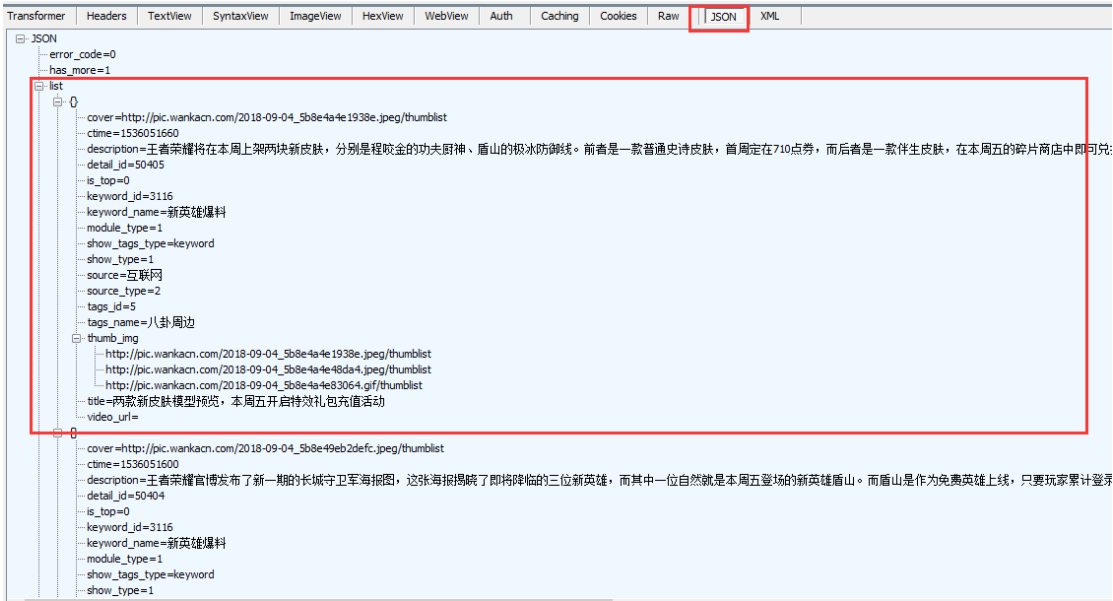 Transformer Headers TextView SyntaxView ImageView HexView WebView Auth Caching Cookies Raw JSON XML
JSON
error_code=0
has_more=1
list
{}
cover=http://pic.wankacn.com/2018-09-04_5b8e4a4e1938e.jpeg/thumblist
ctime=1536051660
description=王者荣耀将在本周上架两块新皮肤，分别是程咬金的功夫厨神、盾山的极冰防御线。前者是一款普通史诗皮肤，首周定在710点券，而后者是一款伴生皮肤，在本周五的碎片商店中即可兑
detail_id=50405
is_top=0
keyword_id=3116
keyword_name=新英雄爆料
module_type=1
show_tags_type=keyword
show_type=1
source=互联网
source_type=2
tags_id=5
tags_name=八卦周边
thumb_img
http://pic.wankacn.com/2018-09-04_5b8e4a4e1938e.jpeg/thumblist
http://pic.wankacn.com/2018-09-04_5b8e4a4e48da4.jpeg/thumblist
http://pic.wankacn.com/2018-09-04_5b8e4a4e83064.gif/thumblist
title=两款新皮肤模型预览，本周五开启特效礼包充值活动
video_url=
{}
cover=http://pic.wankacn.com/2018-09-04_5b8e49eb2defc.jpeg/thumblist
ctime=1536051600
description=王者荣耀官博发布了新一期的长城守卫军海报图，这张海报揭晓了即将降临的三位新英雄，而其中一位自然就是本周五登场的新英雄盾山。而盾山是作为免费英雄上线，只要玩家累计登录
detail_id=50404
is_top=0
keyword_id=3116
keyword_name=新英雄爆料
module_type=1
show_tags_type=keyword
show_type=1